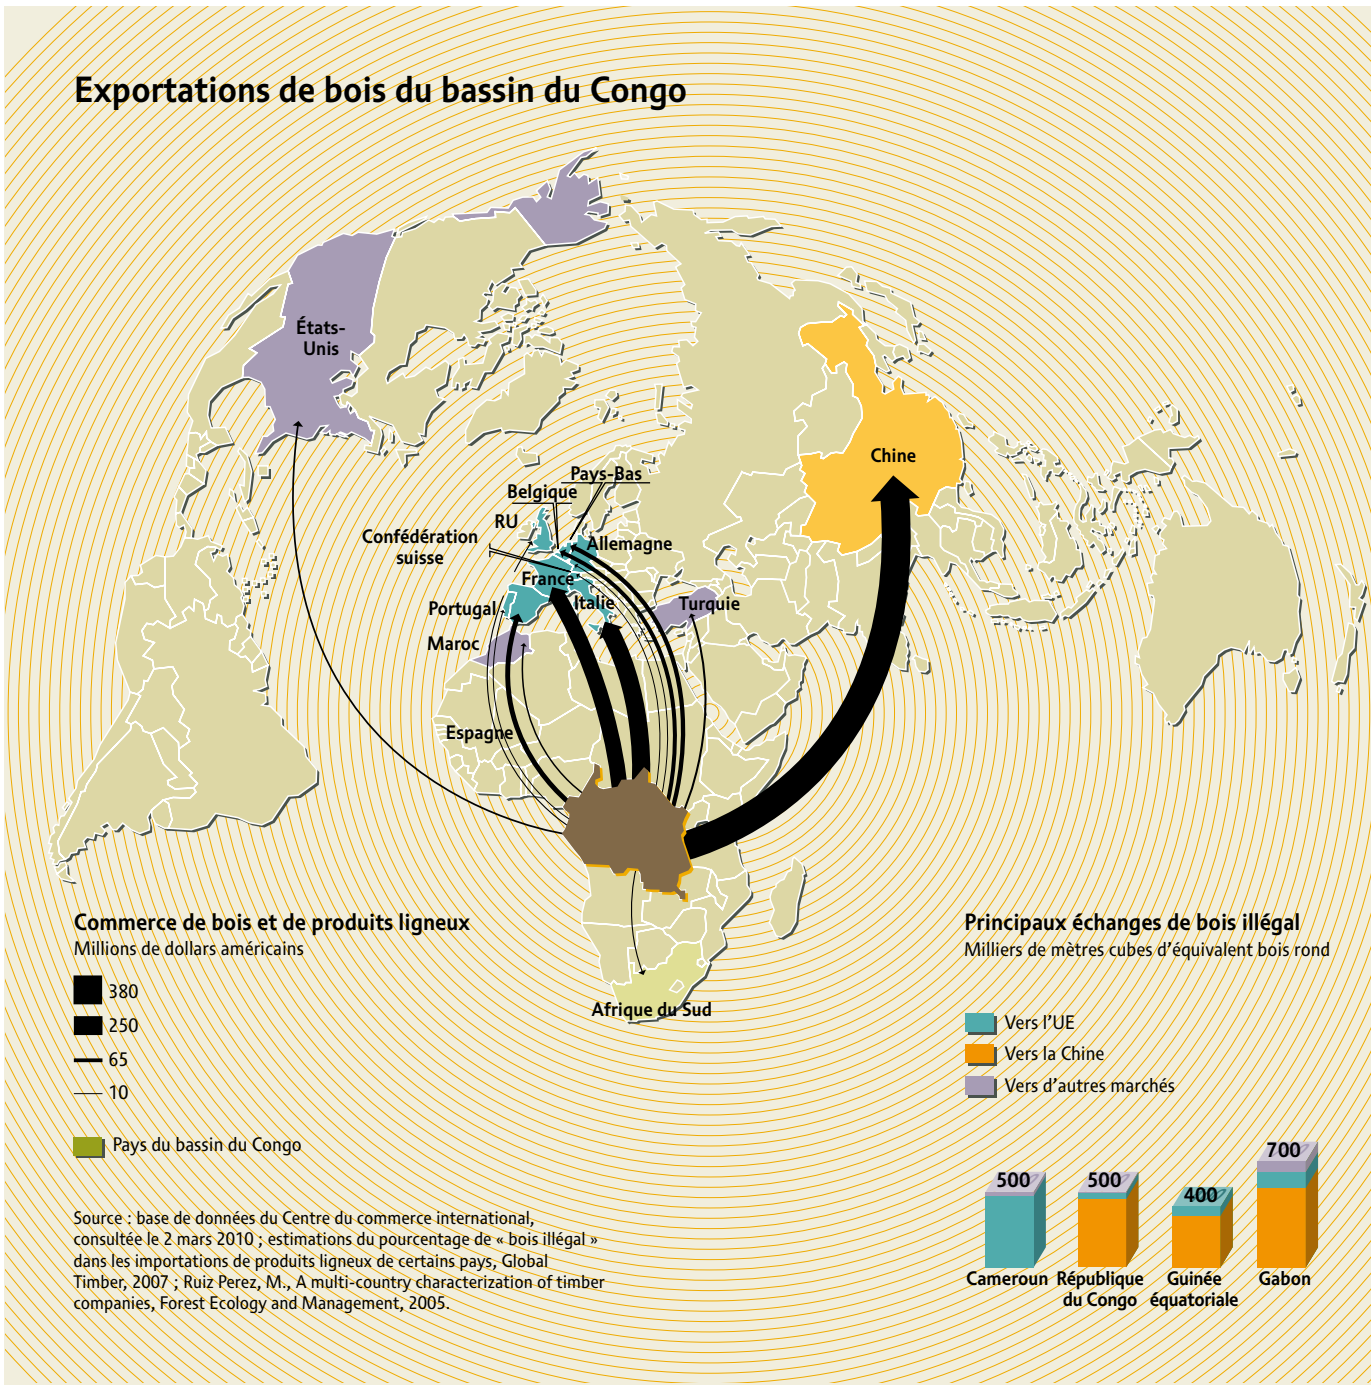 Exportations de bois du bassin du Congo
États-
Unis
Chine
Pays-Bas
Belgique
RU
Confédération
suisse
Allemagne
France
Italie
Turquie
Portugal
Maroc
Espagne
Afrique du Sud
Commerce de bois et de produits ligneux
Millions de dollars américains
380
250
65
10
Pays du bassin du Congo
Source : base de données du Centre du commerce international,
consultée le 2 mars 2010 ; estimations du pourcentage de « bois illégal »
dans les importations de produits ligneux de certains pays, Global
Timber, 2007 ; Ruiz Perez, M., A multi-country characterization of timber
companies, Forest Ecology and Management, 2005.
Principaux échanges de bois illégal
Milliers de mètres cubes d'équivalent bois rond
Vers l'UE
Vers la Chine
Vers d'autres marchés
500
500
400
700
Cameroun
République
du Congo
Guinée
équatoriale
Gabon